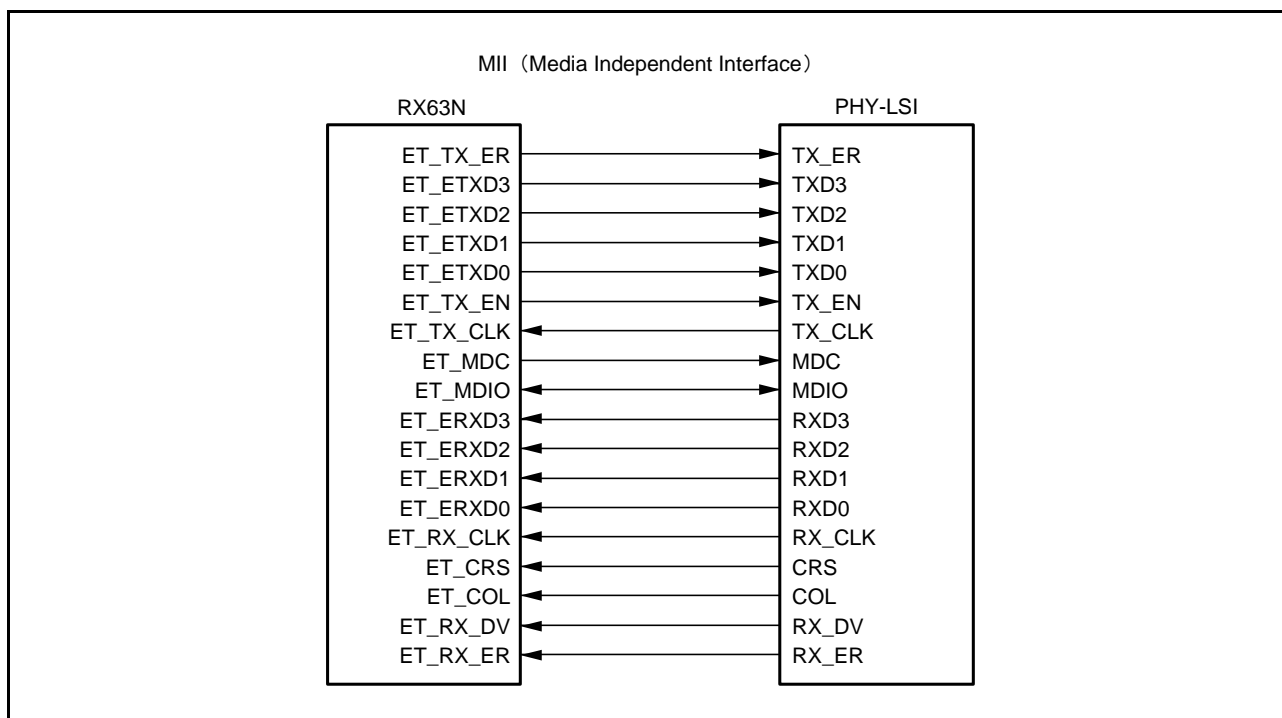 MII（Media Independent Interface）
RX63N PHY-LSI
ET_TX_ER TX_ER
ET_ETXD3 TXD3
ET_ETXD2 TXD2
ET_ETXD1 TXD1
ET_ETXD0 TXD0
ET_TX_EN TX_EN
ET_TX_CLK TX_CLK
ET_MDC MDC
ET_MDIO MDIO
ET_ERXD3 RXD3
ET_ERXD2 RXD2
ET_ERXD1 RXD1
ET_ERXD0 RXD0
ET_RX_CLK RX_CLK
ET_CRS CRS
ET_COL COL
ET_RX_DV RX_DV
ET_RX_ER RX_ER